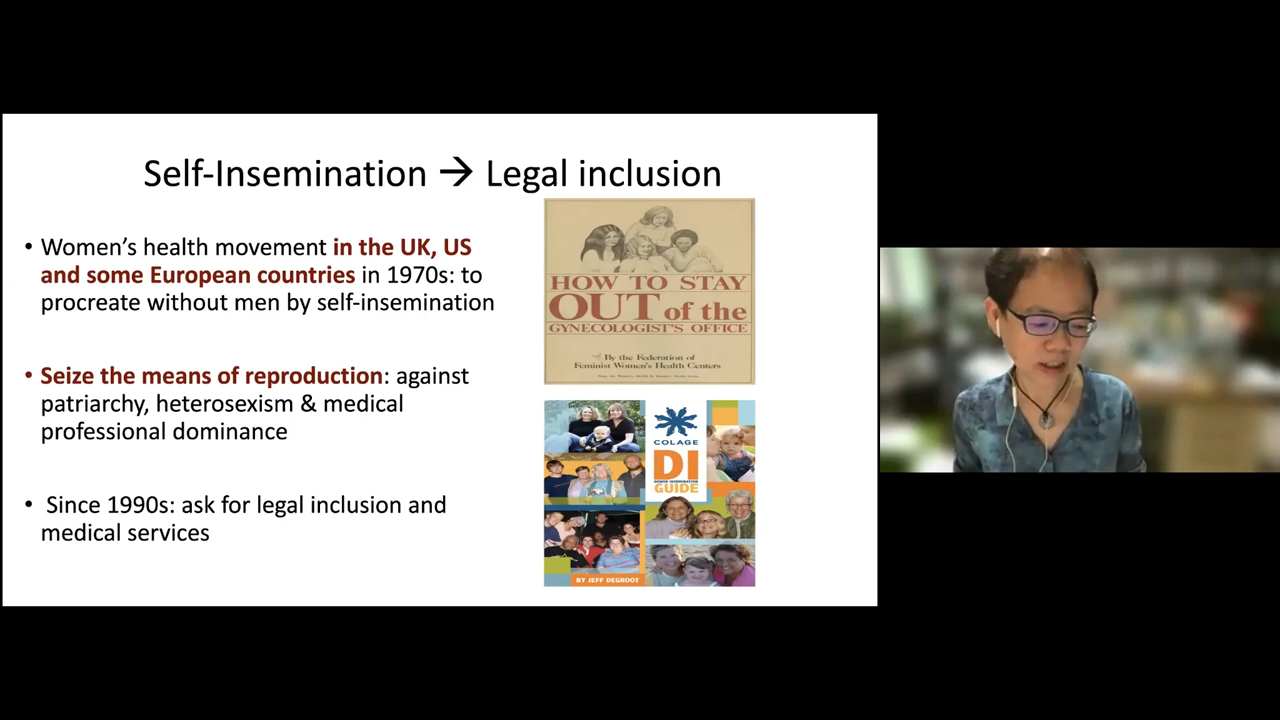 Self-Insemination → Legal inclusion
• Women’s health movement in the UK, US
and some European countries in 1970s: to
procreate without men by self-insemination
• Seize the means of reproduction: against
patriarchy, heterosexism & medical
professional dominance
• Since 1990s: ask for legal inclusion and
medical services
HOW TO STAY
OUT of the
GYNECOLOGIST'S OFFICE
By the Federation of
Feminist Women's Health Centers
COLAGE
DI
DONOR INSEMINATION
GUIDE
BY JEFF DEGROOT